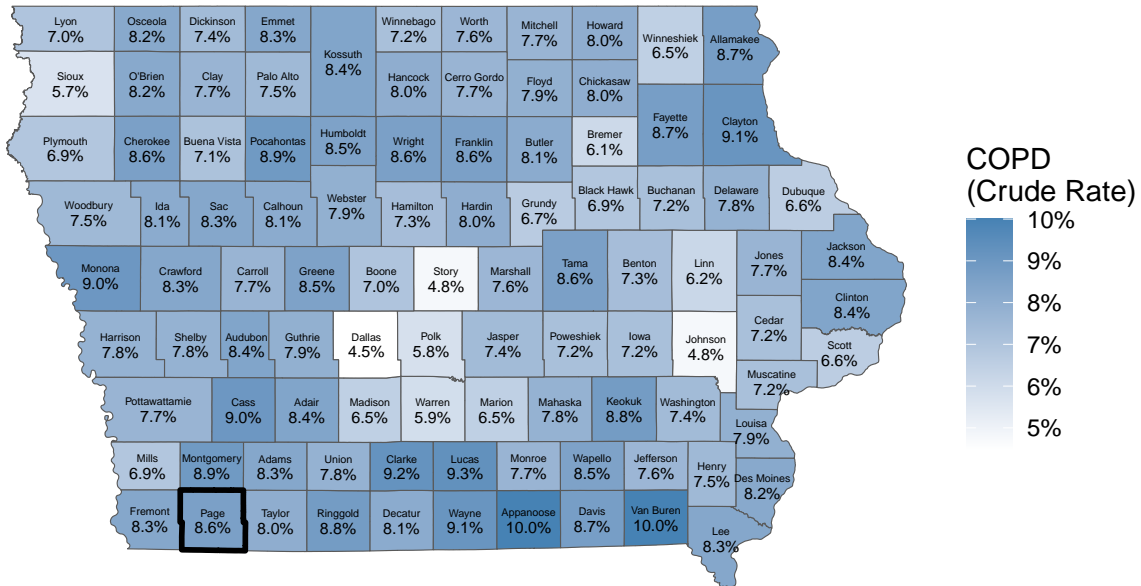 Lyon
7.0%
Osceola
8.2%
Dickinson
7.4%
Emmet
8.3%
Kossuth
8.4%
Winnebago
7.2%
Worth
7.6%
Mitchell
7.7%
Howard
8.0%
Winneshiek
6.5%
Allamakee
8.7%
Sioux
5.7%
O'Brien
8.2%
Clay
7.7%
Palo Alto
7.5%
Hancock
8.0%
Cerro Gordo
7.7%
Floyd
7.9%
Chickasaw
8.0%
Fayette
8.7%
Clayton
9.1%
Plymouth
6.9%
Cherokee
8.6%
Buena Vista
7.1%
Pocahontas
8.9%
Humboldt
8.5%
Wright
8.6%
Franklin
8.6%
Butler
8.1%
Bremer
6.1%
Woodbury
7.5%
Ida
8.1%
Sac
8.3%
Calhoun
8.1%
Webster
7.9%
Hamilton
7.3%
Hardin
8.0%
Grundy
6.7%
Black Hawk
6.9%
Buchanan
7.2%
Delaware
7.8%
Dubuque
6.6%
Monona
9.0%
Crawford
8.3%
Carroll
7.7%
Greene
8.5%
Boone
7.0%
Story
4.8%
Marshall
7.6%
Tama
8.6%
Benton
7.3%
Linn
6.2%
Jones
7.7%
Jackson
8.4%
Clinton
8.4%
Harrison
7.8%
Shelby
7.8%
Audubon
8.4%
Guthrie
7.9%
Dallas
4.5%
Polk
5.8%
Jasper
7.4%
Poweshiek
7.2%
Iowa
7.2%
Johnson
4.8%
Cedar
7.2%
Scott
6.6%
Muscatine
7.2%
Pottawattamie
7.7%
Cass
9.0%
Adair
8.4%
Madison
6.5%
Warren
5.9%
Marion
6.5%
Mahaska
7.8%
Keokuk
8.8%
Washington
7.4%
Louisa
7.9%
Mills
6.9%
Montgomery
8.9%
Adams
8.3%
Union
7.8%
Clarke
9.2%
Lucas
9.3%
Monroe
7.7%
Wapello
8.5%
Jefferson
7.6%
Henry
7.5%
Des Moines
8.2%
Fremont
8.3%
Page
8.6%
Taylor
8.0%
Ringgold
8.8%
Decatur
8.1%
Wayne
9.1%
Appanoose
10.0%
Davis
8.7%
Van Buren
10.0%
Lee
8.3%
COPD
(Crude Rate)
10%
9%
8%
7%
6%
5%